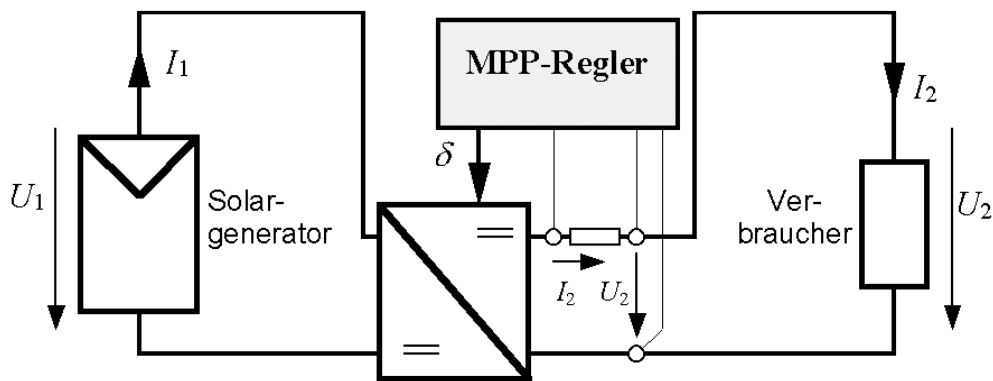 MPP-Regler
I1
I2
δ
U1
Solar-
generator
Ver-
braucher
U2
I2
U2